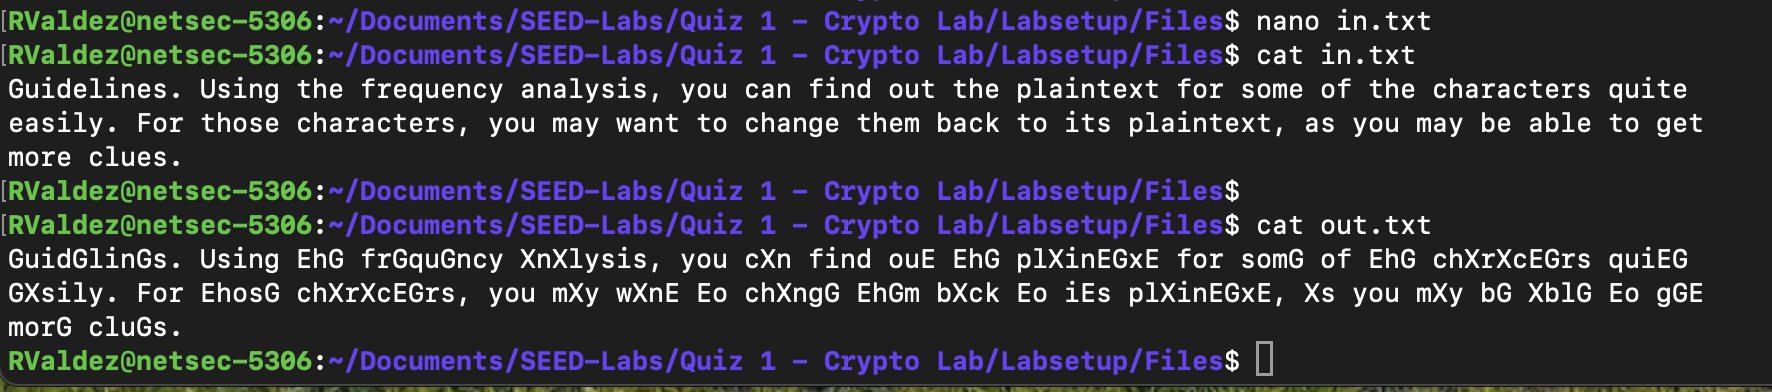 [RValdez@netsec-5306:~/Documents/SEED-Labs/Quiz 1 - Crypto Lab/Labsetup/Files$ nano in.txt
[RValdez@netsec-5306:~/Documents/SEED-Labs/Quiz 1 - Crypto Lab/Labsetup/Files$ cat in.txt
Guidelines. Using the frequency analysis, you can find out the plaintext for some of the characters quite
easily. For those characters, you may want to change them back to its plaintext, as you may be able to get
more clues.
[RValdez@netsec-5306:~/Documents/SEED-Labs/Quiz 1 - Crypto Lab/Labsetup/Files$
[RValdez@netsec-5306:~/Documents/SEED-Labs/Quiz 1 - Crypto Lab/Labsetup/Files$ cat out.txt
GuidGlinGs. Using EhG frGquGncy XnXlysis, you cXn find ouE EhG plXinEGxE for somG of EhG chXrXcEGrs quiEG
GXsily. For EhosG chXrXcEGrs, you mXy wXnE Eo chXngG EhGm bXck Eo iEs plXinEGxE, Xs you mXy bG XblG Eo gGE
morG cluGs.
RValdez@netsec-5306:~/Documents/SEED-Labs/Quiz 1 - Crypto Lab/Labsetup/Files$